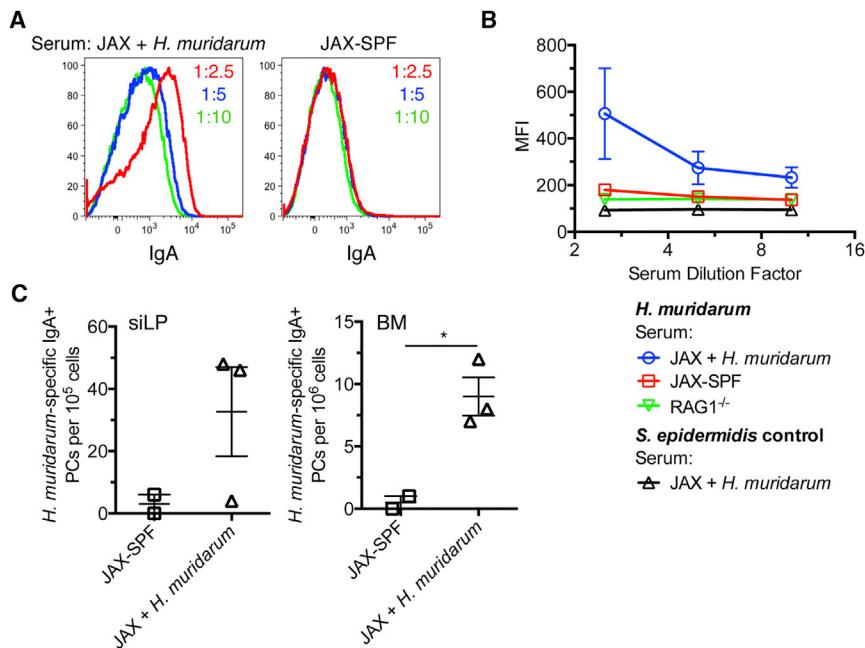 A
Serum: JAX + H. muridarum
JAX-SPF
100
80
60
40
20
0
1:2.5
1:5
1:10
0 10³ 10⁴ 10⁵
IgA
100
80
60
40
20
0
1:2.5
1:5
1:10
0 10³ 10⁴ 10⁵
IgA
B
MFI
800
600
400
200
0
2 4 8 16
Serum Dilution Factor
H. muridarum
Serum:
JAX + H. muridarum
JAX-SPF
RAG1⁻/⁻
S. epidermidis control
Serum:
JAX + H. muridarum
C
H. muridarum-specific IgA+
PCs per 10⁵ cells
siLP
60
40
20
0
JAX-SPF
JAX + H. muridarum
H. muridarum-specific IgA+
PCs per 10⁶ cells
BM
*
15
10
5
0
JAX-SPF
JAX + H. muridarum